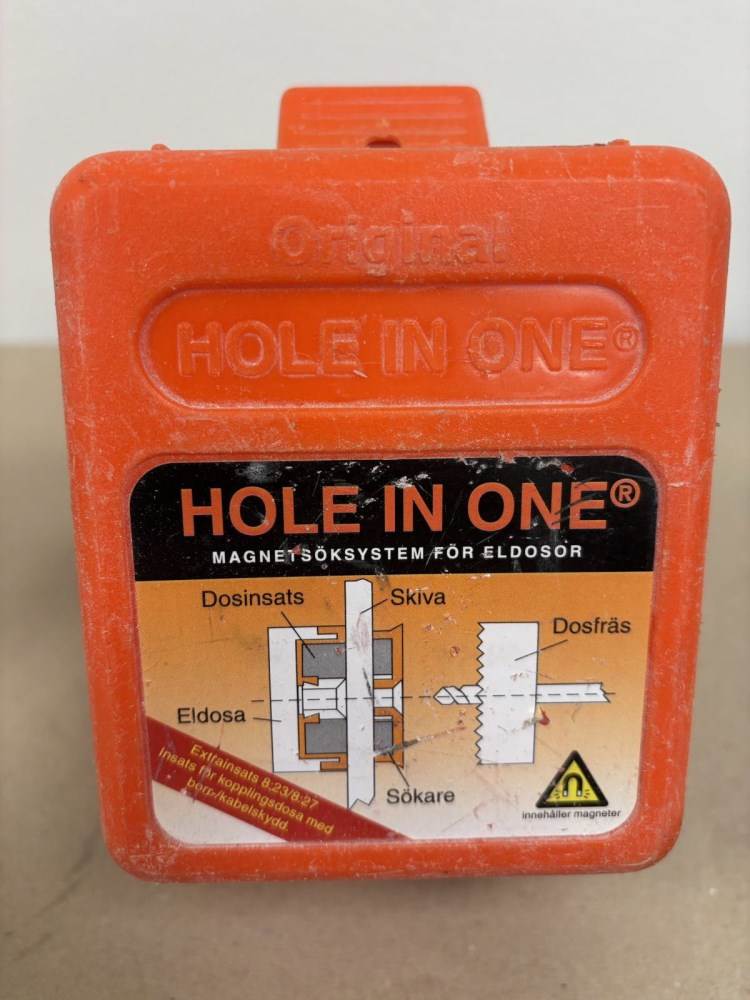 Original
HOLE IN ONE®
HOLE IN ONE®
MAGNETSÖKSYSTEM FÖR ELDOSOR
Dosinsats
Skiva
Dosfräs
Eldosa
Sökare
Extrainsats 8:23/8:27
insats för kopplingsdosa med
borr-/kabelskydd.
innehåller magneter